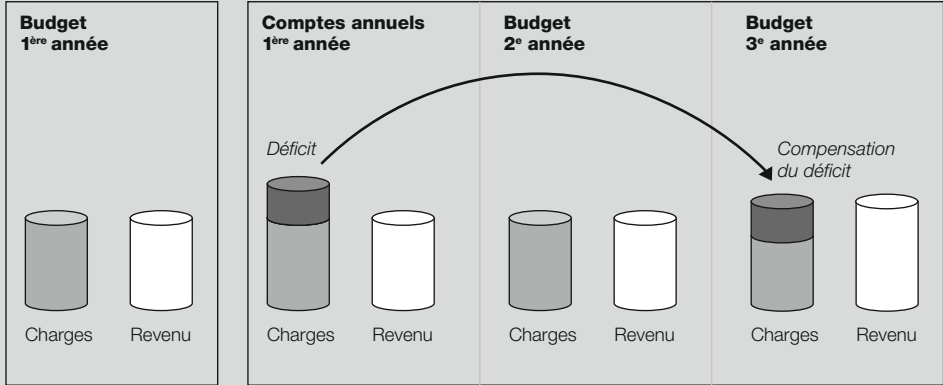 Budget
1ère année
Comptes annuels
1ère année
Budget
2e année
Budget
3e année
Déficit
Compensation
du déficit
Charges
Revenu
Charges
Revenu
Charges
Revenu
Charges
Revenu